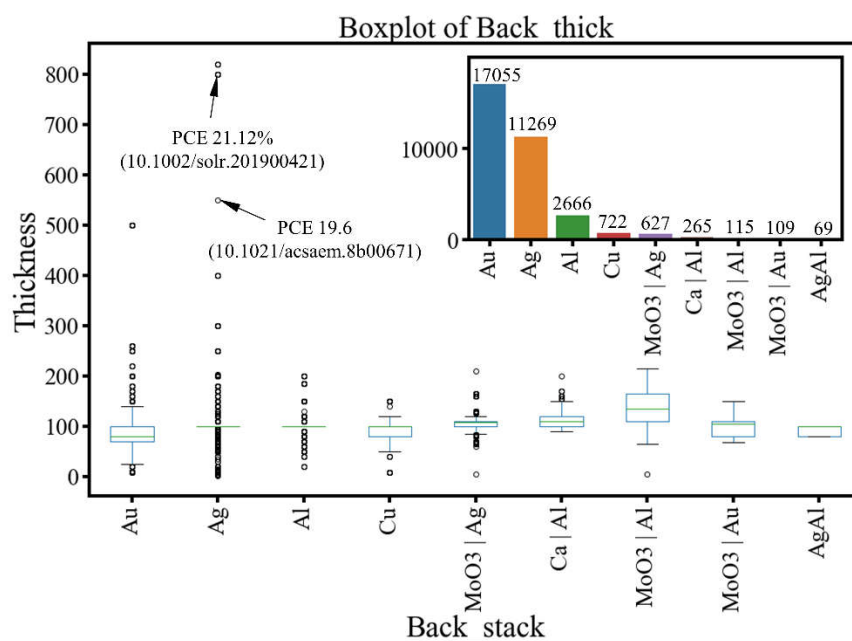 Boxplot of Back thick
800
700
600
500
400
300
200
100
0
Thickness
PCE 21.12%
(10.1002/solr.201900421)
PCE 19.6
(10.1021/acsaem.8b00671)
10000
0
17055
11269
2666
722
627
265
115
109
69
Au
Ag
Al
Cu
MoO3 | Ag
Ca | Al
MoO3 | Al
MoO3 | Au
AgAl
Au
Ag
Al
Cu
MoO3 | Ag
Ca | Al
MoO3 | Al
MoO3 | Au
AgAl
Back stack